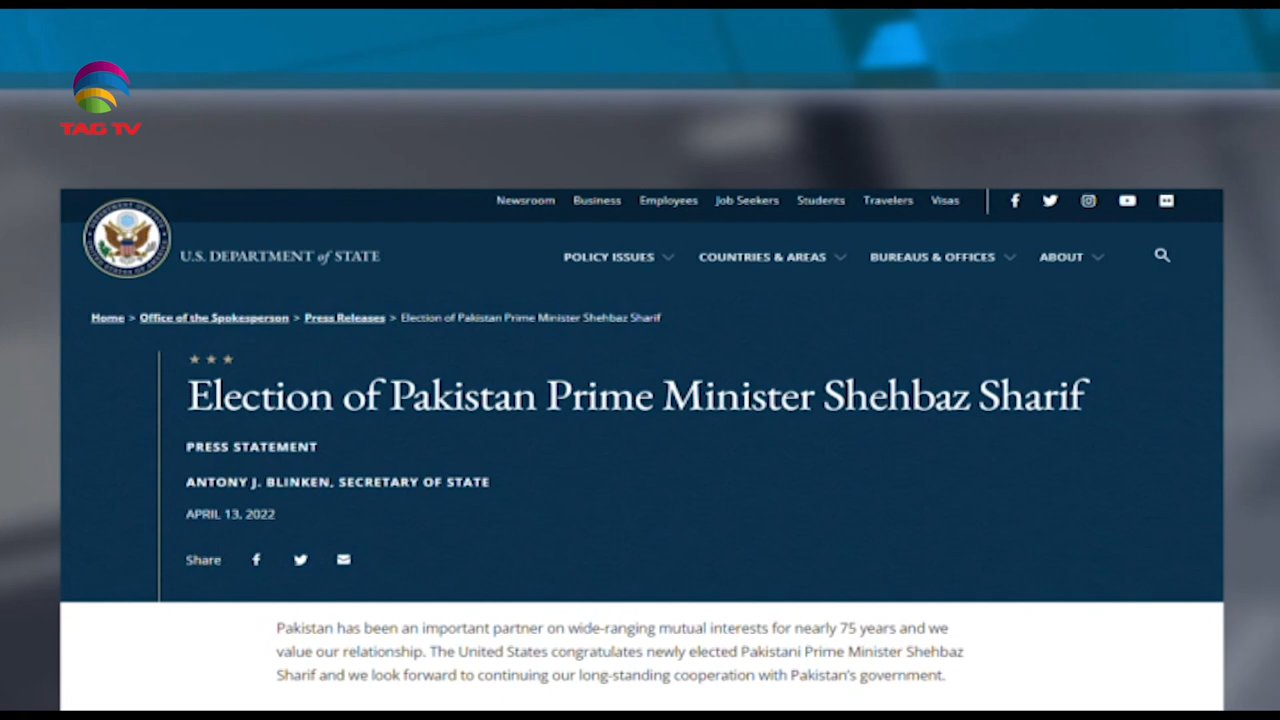 TAG TV
Newsroom Business Employees Job Seekers Students Travelers Visas
U.S. DEPARTMENT of STATE
POLICY ISSUES COUNTRIES & AREAS BUREAUS & OFFICES ABOUT
Home > Office of the Spokesperson > Press Releases > Election of Pakistan Prime Minister Shehbaz Sharif
Election of Pakistan Prime Minister Shehbaz Sharif
PRESS STATEMENT
ANTONY J. BLINKEN, SECRETARY OF STATE
APRIL 13, 2022
Share
Pakistan has been an important partner on wide-ranging mutual interests for nearly 75 years and we
value our relationship. The United States congratulates newly elected Pakistani Prime Minister Shehbaz
Sharif and we look forward to continuing our long-standing cooperation with Pakistan's government.